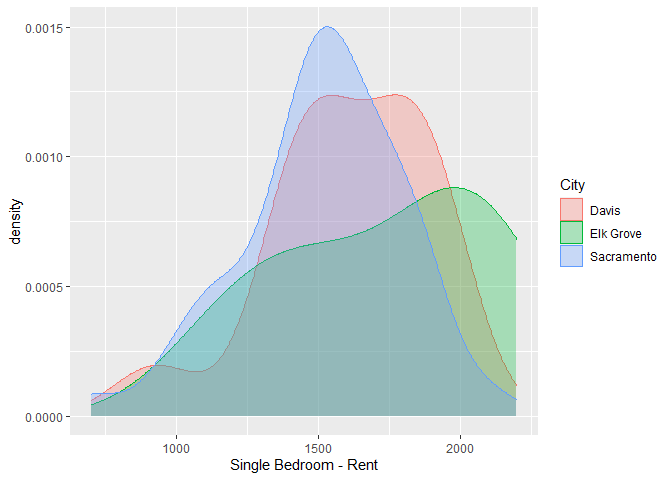 0.0015
0.0010
0.0005
0.0000
density
1000
1500
2000
Single Bedroom - Rent
City
Davis
Elk Grove
Sacramento